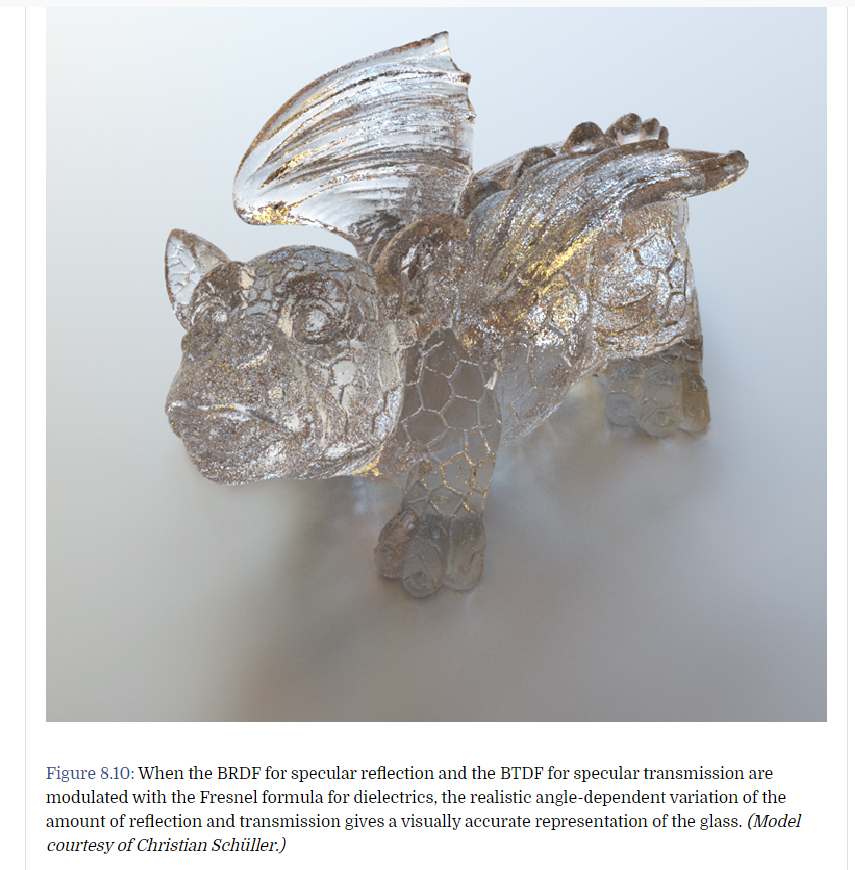 Figure 8.10: When the BRDF for specular reflection and the BTDF for specular transmission are
modulated with the Fresnel formula for dielectrics, the realistic angle-dependent variation of the
amount of reflection and transmission gives a visually accurate representation of the glass. (Model
courtesy of Christian Schüller.)